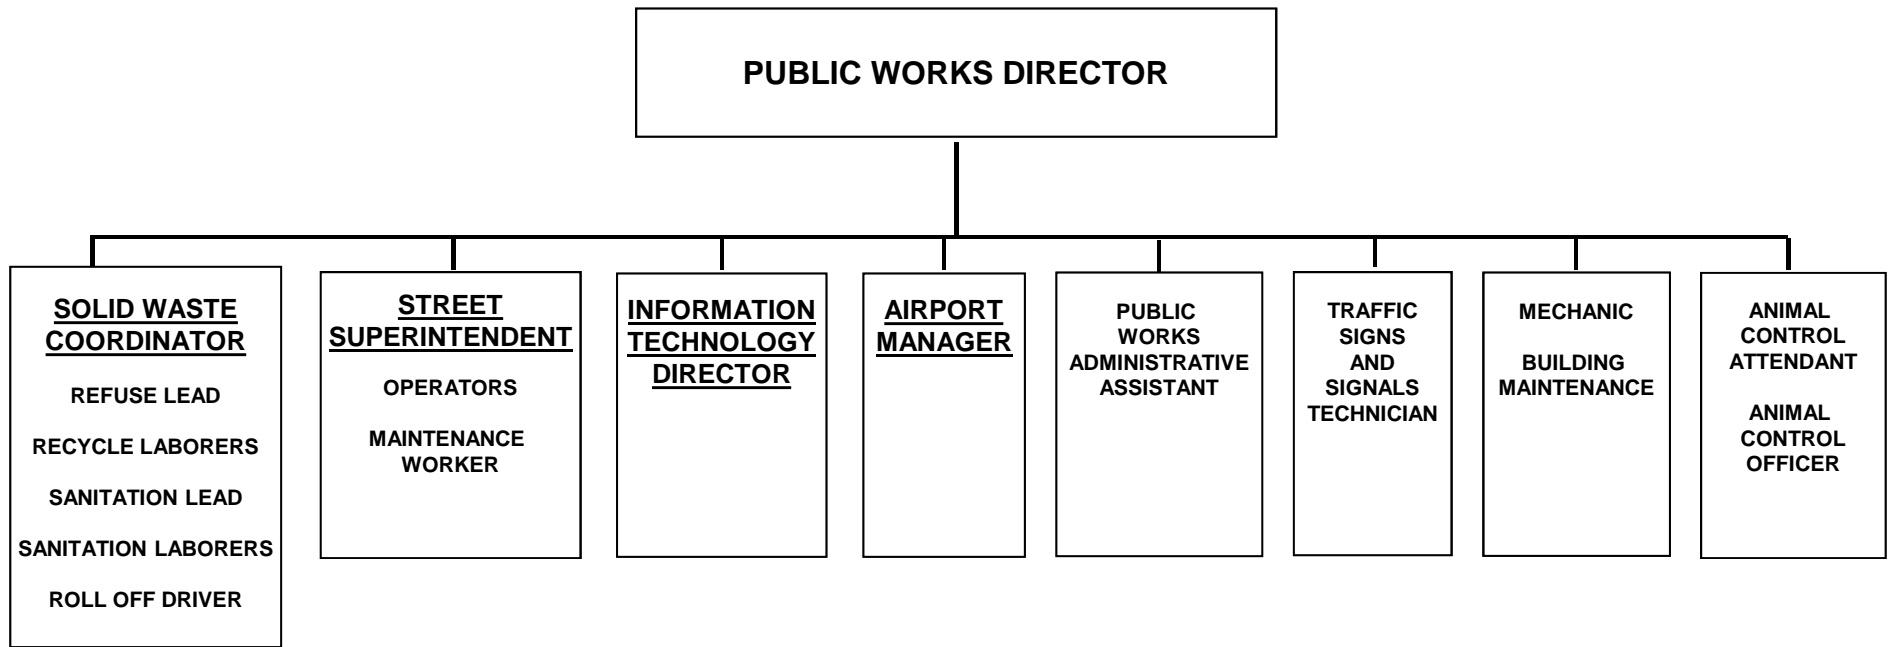 PUBLIC WORKS DIRECTOR
SOLID WASTE
COORDINATOR
REFUSE LEAD
RECYCLE LABORERS
SANITATION LEAD
SANITATION LABORERS
ROLL OFF DRIVER
STREET
SUPERINTENDENT
OPERATORS
MAINTENANCE
WORKER
INFORMATION
TECHNOLOGY
DIRECTOR
AIRPORT
MANAGER
PUBLIC
WORKS
ADMINISTRATIVE
ASSISTANT
TRAFFIC
SIGNS
AND
SIGNALS
TECHNICIAN
MECHANIC
BUILDING
MAINTENANCE
ANIMAL
CONTROL
ATTENDANT
ANIMAL
CONTROL
OFFICER